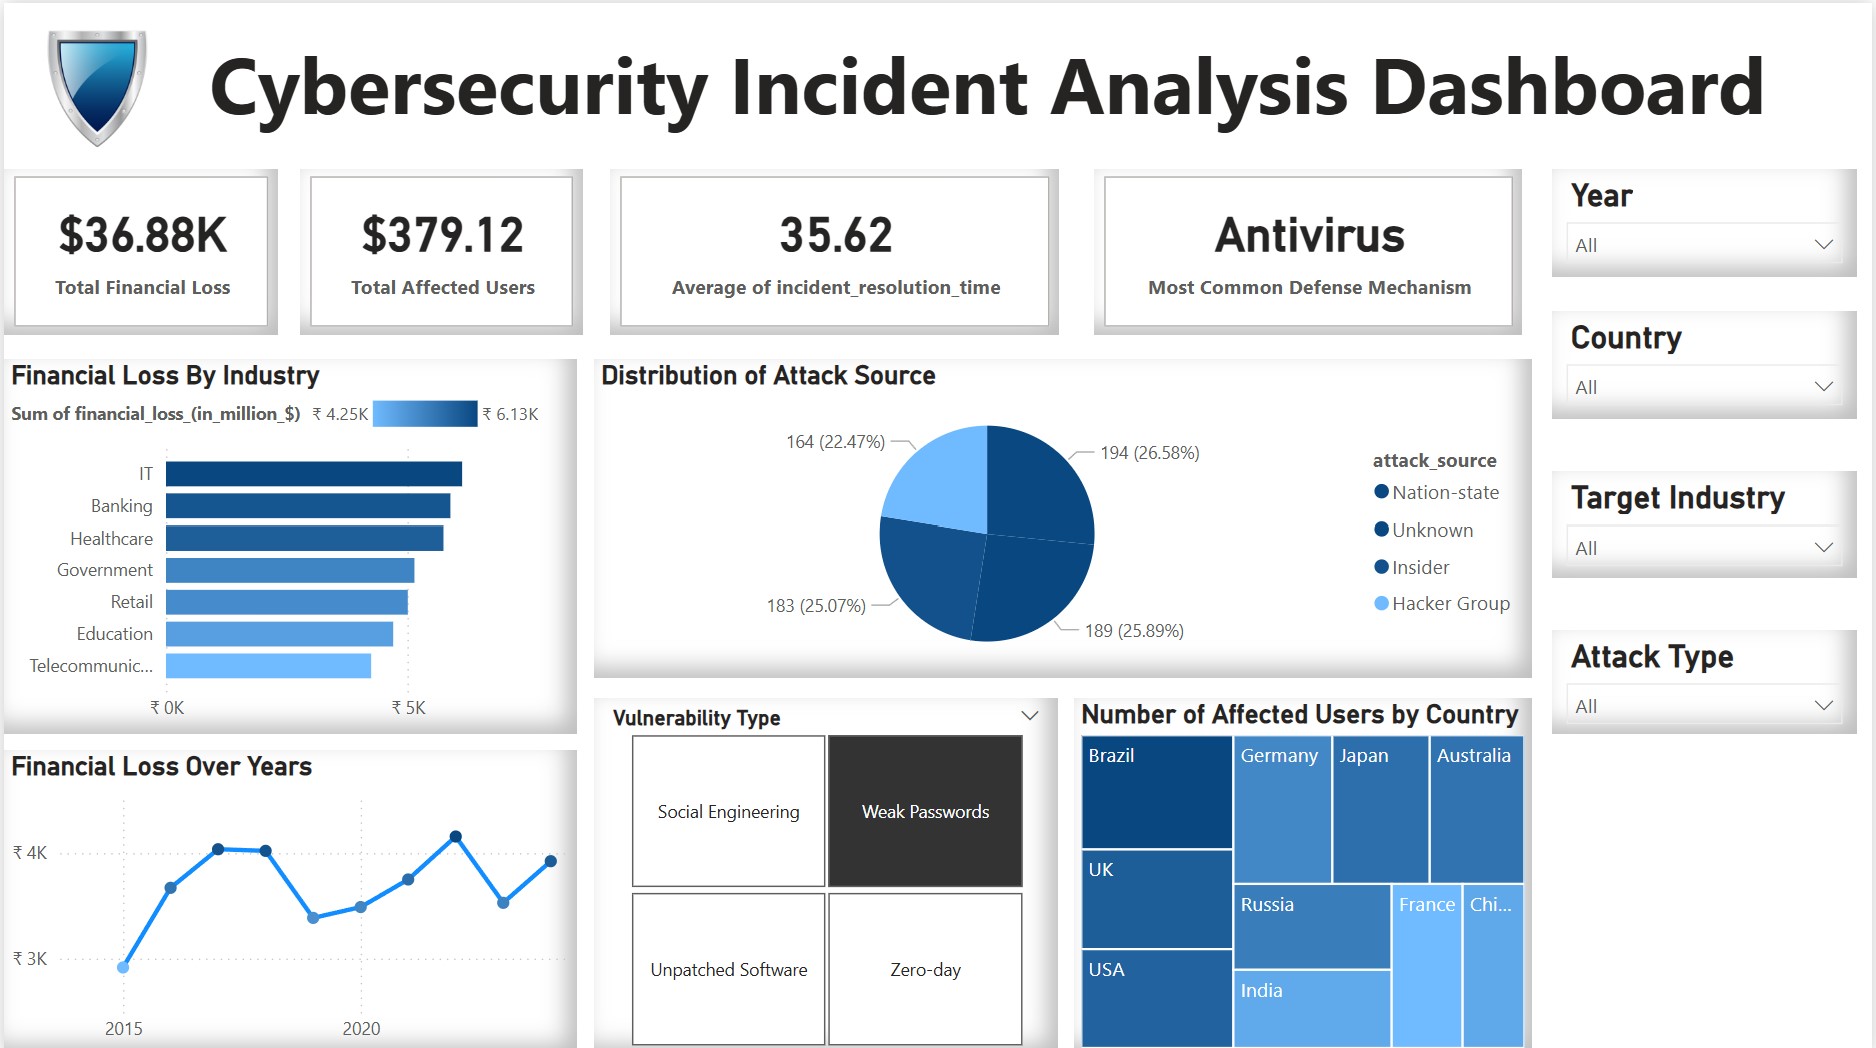 Cybersecurity Incident Analysis Dashboard
$36.88K
Total Financial Loss
$379.12
Total Affected Users
35.62
Average of incident_resolution_time
Antivirus
Most Common Defense Mechanism
Year
All
Country
All
Target Industry
All
Attack Type
All
Financial Loss By Industry
Sum of financial_loss_(in_million_$) ₹ 4.25K ₹ 6.13K
IT
Banking
Healthcare
Government
Retail
Education
Telecommunic...
₹ 0K ₹ 5K
Distribution of Attack Source
164 (22.47%)
194 (26.58%)
183 (25.07%)
189 (25.89%)
attack_source
Nation-state
Unknown
Insider
Hacker Group
Financial Loss Over Years
₹ 4K
₹ 3K
2015 2020
Vulnerability Type
Social Engineering
Weak Passwords
Unpatched Software
Zero-day
Number of Affected Users by Country
Brazil
UK
USA
Germany
Japan
Australia
Russia
India
France
Chi...